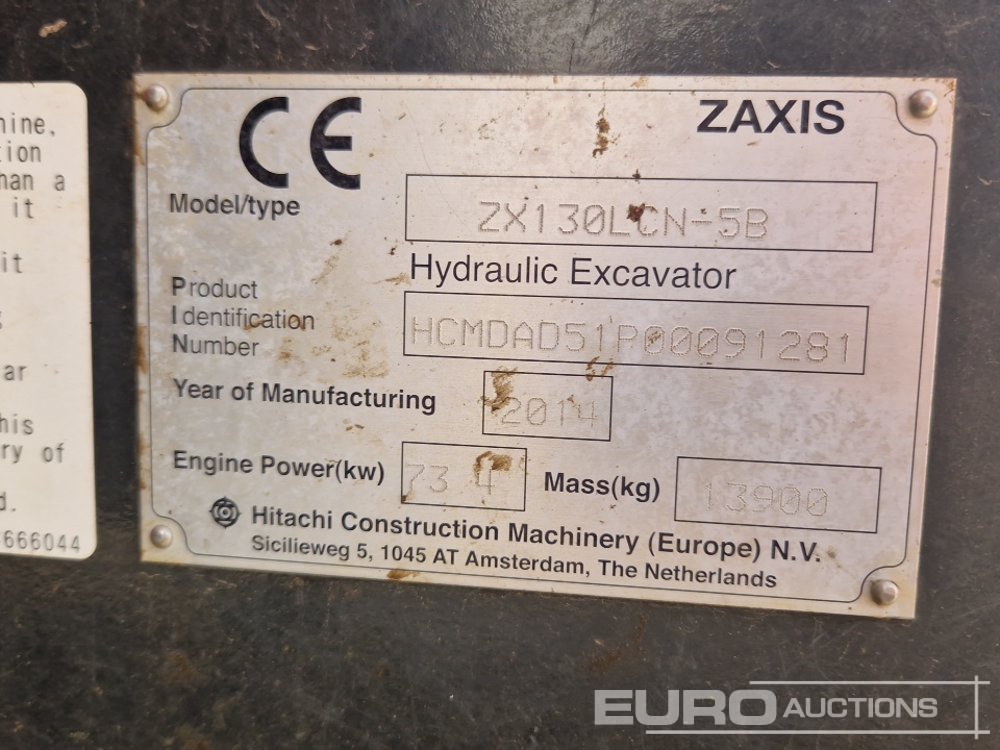 hine,
tion
han a
it
it
ar
his
ry of
d.
666044
CE
ZAXIS
Model/type ZX130LCN-5B
Hydraulic Excavator
Product
Identification
Number
HCMDAD51P00091281
Year of Manufacturing 2014
Engine Power(kw) 73 4 Mass(kg) 13900
Hitachi Construction Machinery (Europe) N.V.
Sicilieweg 5, 1045 AT Amsterdam, The Netherlands
EURO AUCTIONS